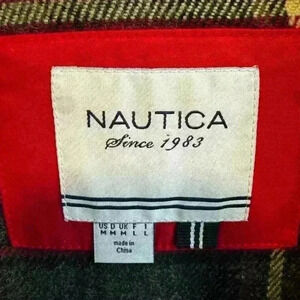 NAUTICA
Since 1983
US D UK F I
M M M L L
made in
China